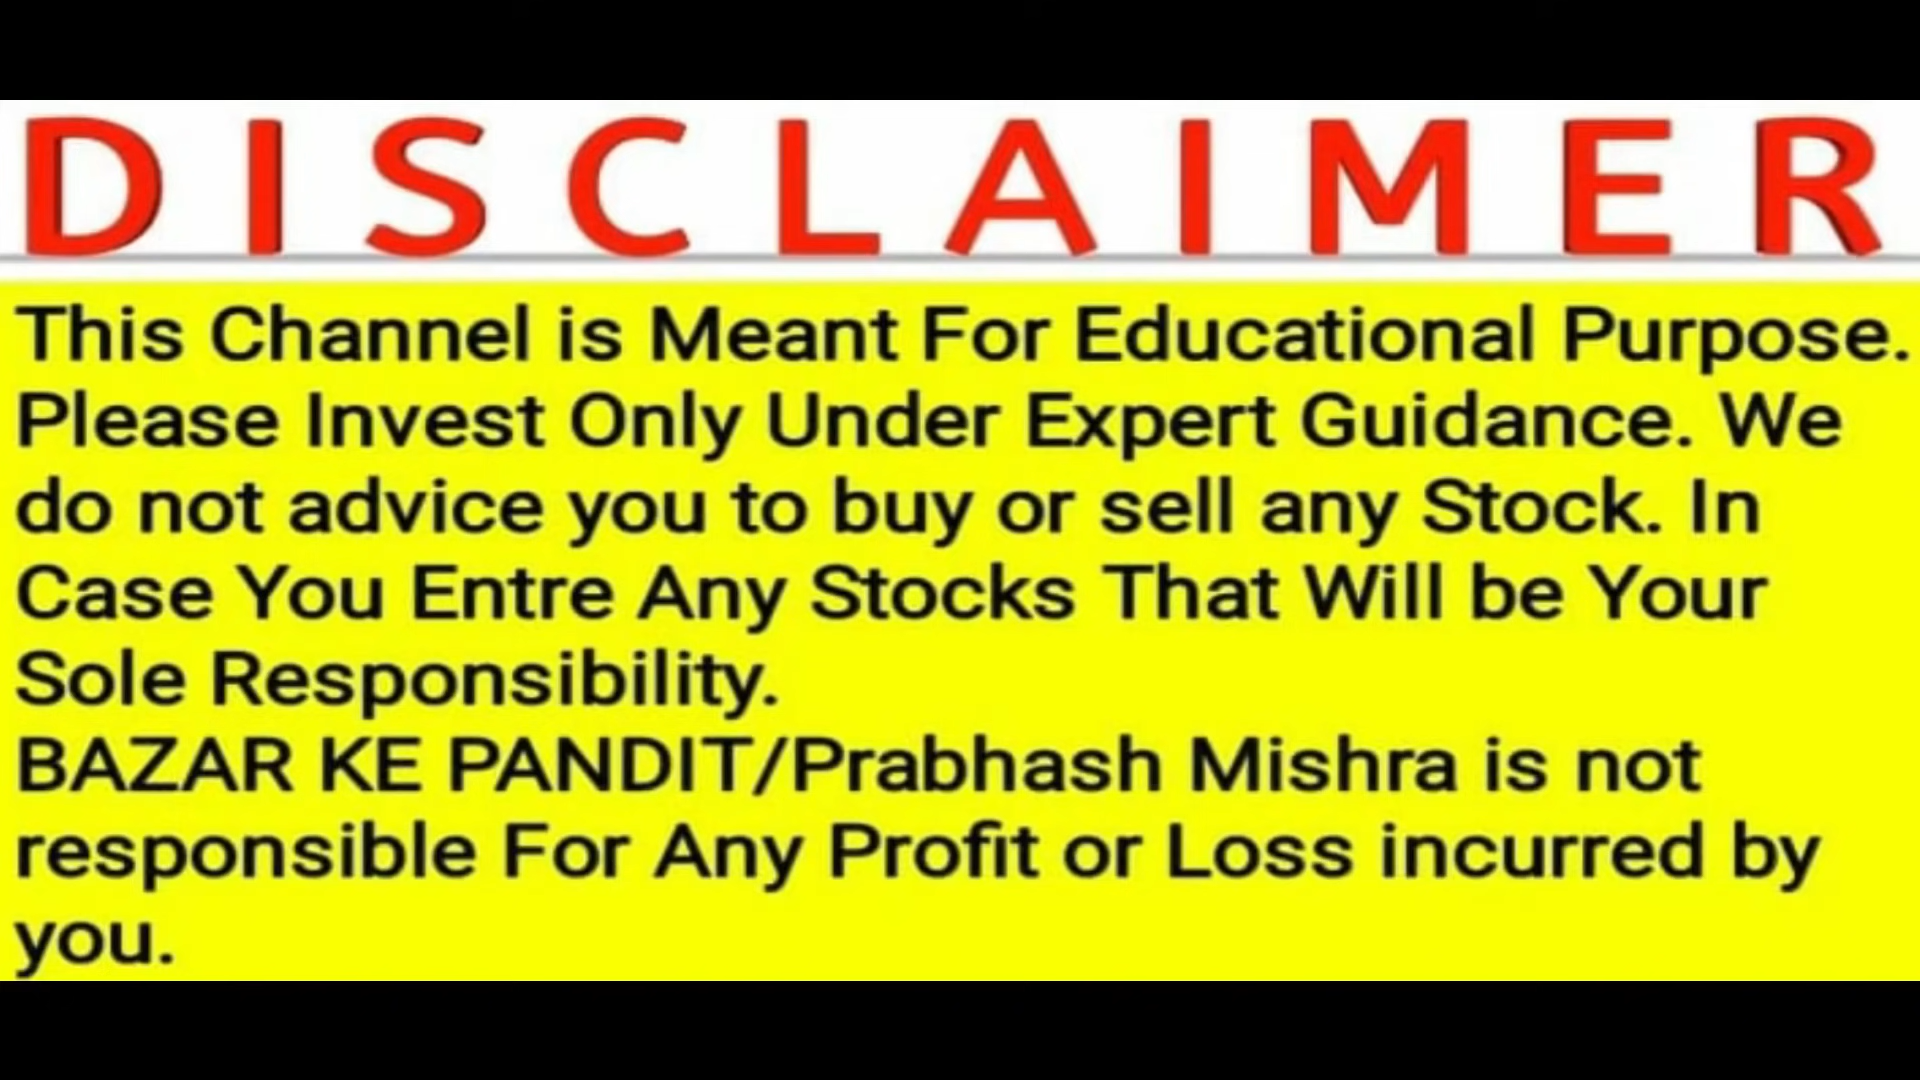 DISCLAIMER
This Channel is Meant For Educational Purpose.
Please Invest Only Under Expert Guidance. We
do not advice you to buy or sell any Stock. In
Case You Entre Any Stocks That Will be Your
Sole Responsibility.
BAZAR KE PANDIT/Prabhash Mishra is not
responsible For Any Profit or Loss incurred by
you.